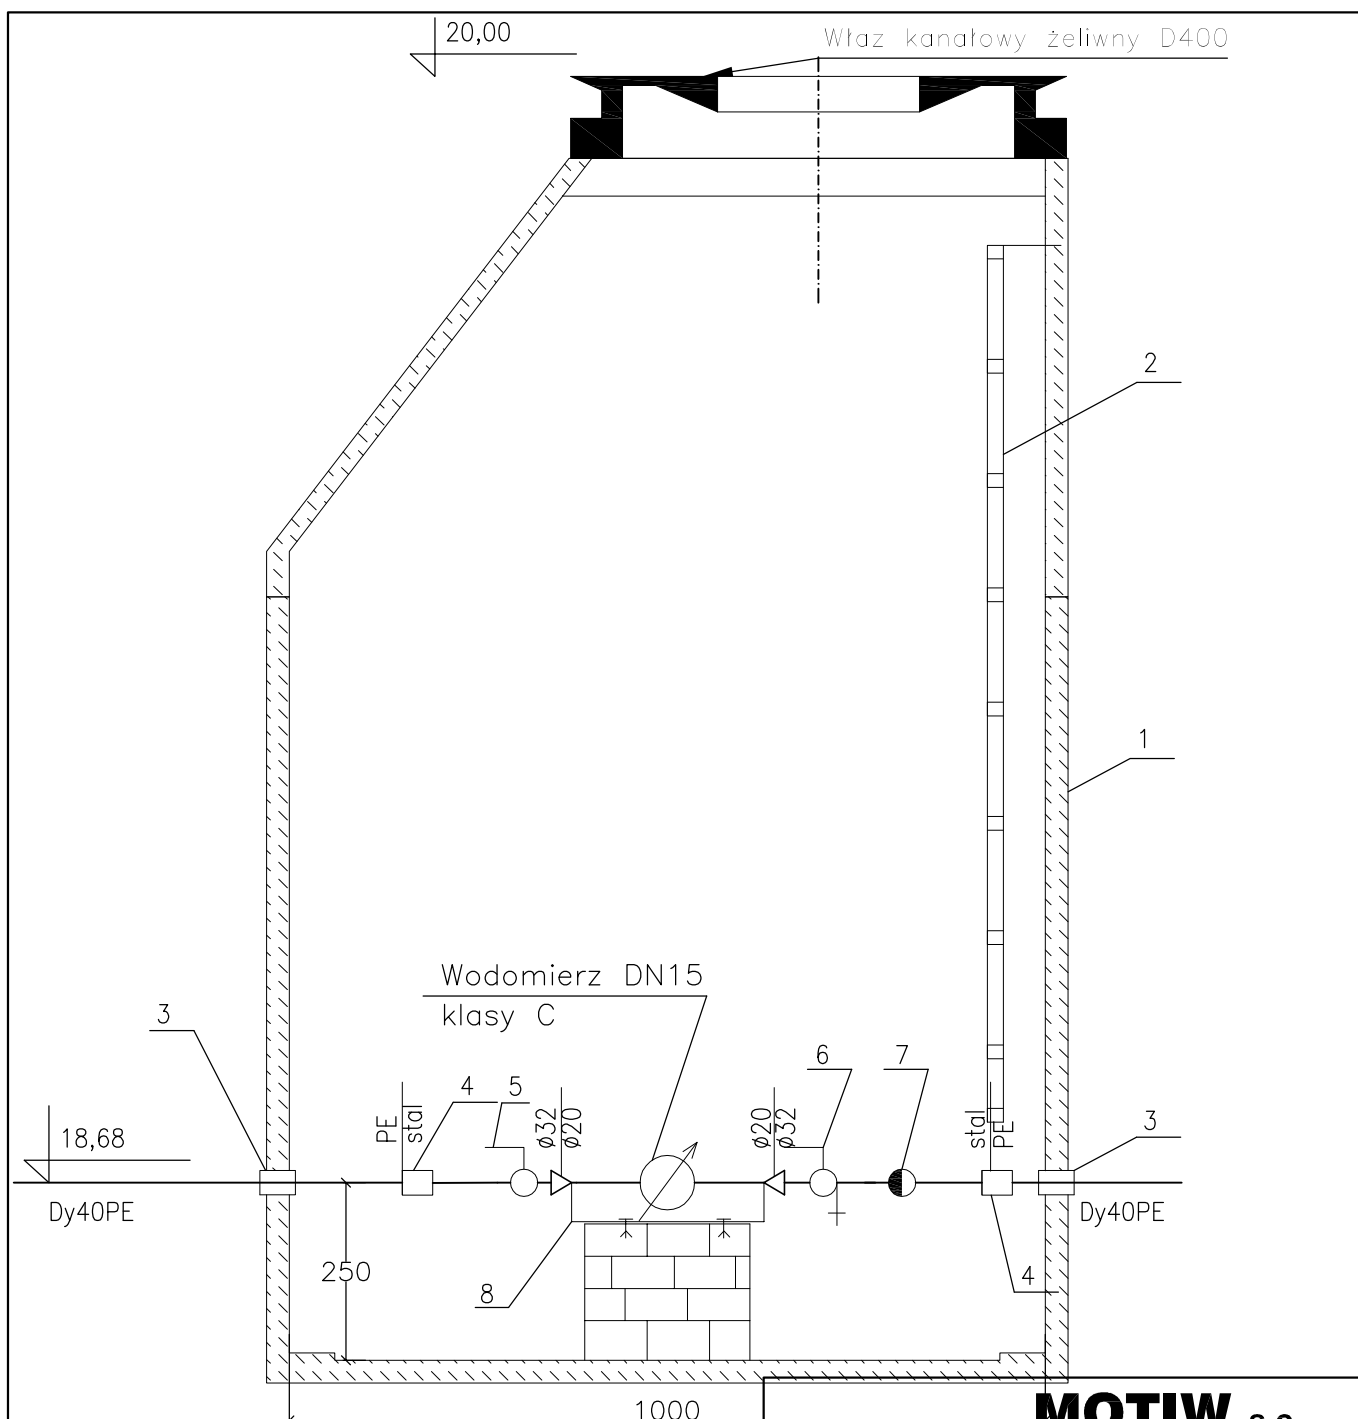 20,00
Właz kanałowy żeliwny D400
2
1
Wodomierz DN15
klasy C
3
4
5
6
7
3
PE
stal
ø32
ø20
ø20
ø32
stal
PE
18,68
Dy40PE
Dy40PE
250
8
4
1000
MOTIW